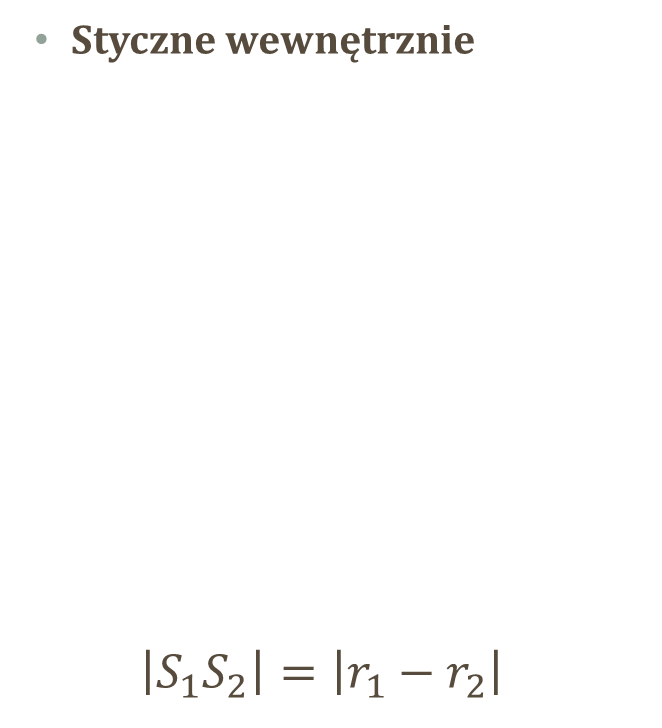 • Styczne wewnętrznie
|S₁S₂| = |r₁ − r₂|